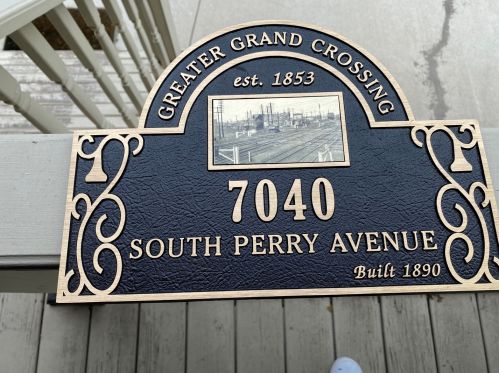 GREATER GRAND CROSSING
est. 1853
7040
SOUTH PERRY AVENUE
Built 1890